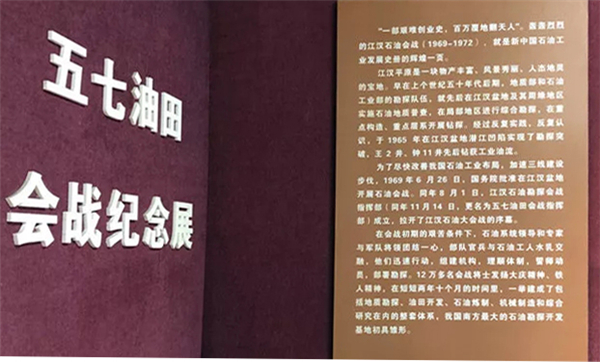 五七油田
会战纪念展
“一部艰难创业史,百万覆地翻天人”。轰轰烈烈
的江汉石油会战(1969-1972),就是新中国石油工
业发展史册的辉煌一页。
江汉平原是一块物产丰富、风景秀丽、人杰地灵
的宝地。早在上个世纪五十年代后期,地质部和石油
工业部的勘探队伍,就先后在江汉盆地及其周缘地区
实施石油地质普查,在局部地区进行综合勘探,在重
点构造、重点层系开展钻探。经过反复实践,反复认
识,于 1965 年在江汉盆地潜江凹陷实现了勘探突
破,王 2 井、钟 11 井先后钻获工业油流。
为了尽快改善我国石油工业布局,加速三线建设
步伐,1969 年 6 月 26 日,国务院批准在江汉盆地
开展石油会战。同年 8 月 1 日,江汉石油勘探会战
指挥部(同年 11 月 14 日,更名为五七油田会战指挥
部)成立,拉开了江汉石油大会战的序幕。
在会战初期的艰苦条件下,石油系统领导和专家
与军队将领团结一心,部队官兵与石油工人水乳交
融,他们迅速行动,组建机构,理顺体制,誓师动
员,部署勘探。12 万多名会战将士发扬大庆精神、铁
人精神,在短短两年十个月的时间里,一举建成了包
括地质勘探、油田开发、石油炼制、机械制造和综合
研究在内的整套体系,我国南方最大的石油勘探开发
基地初具雏形。